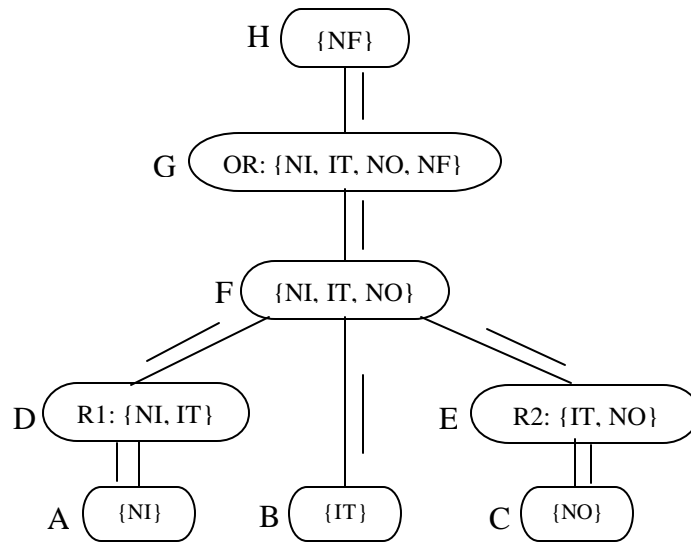 H {NF}
G OR: {NI, IT, NO, NF}
F {NI, IT, NO}
D R1: {NI, IT} E R2: {IT, NO}
A {NI} B {IT} C {NO}